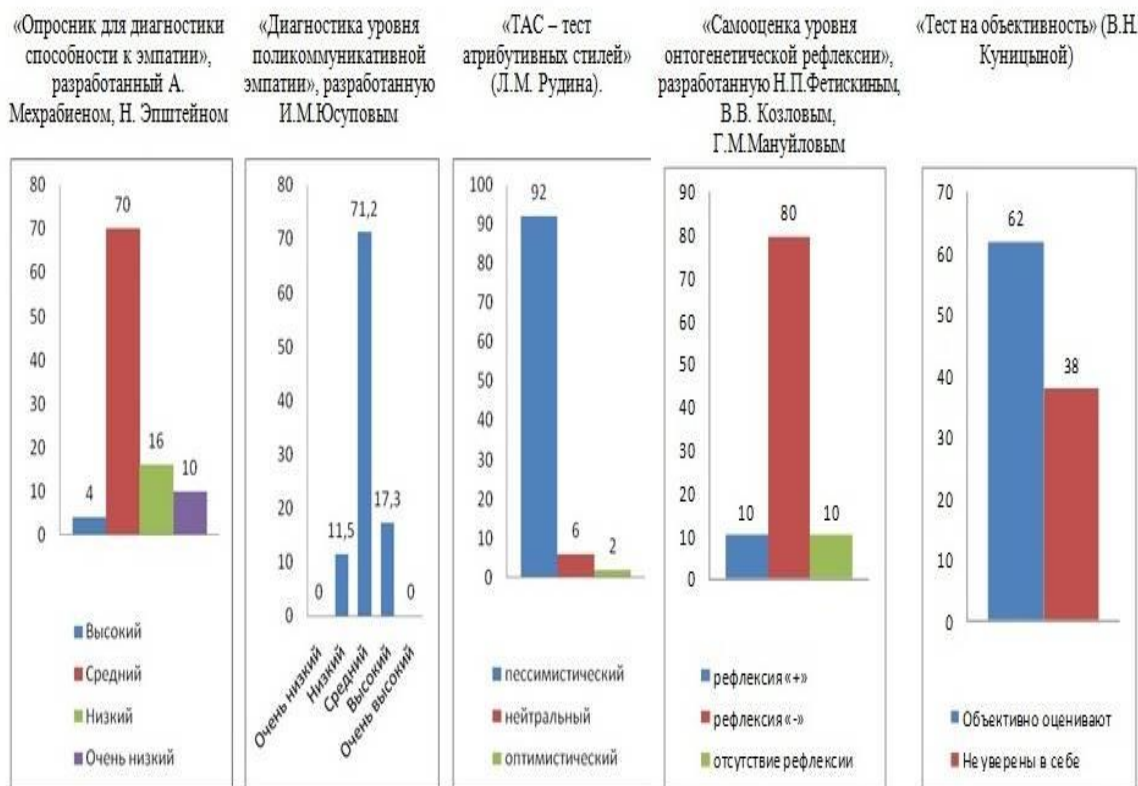 «Опросник для диагностики
способности к эмпатии»,
разработанный А.
Мехрабиеном, Н. Эпштейном
80
70
60
50
40
30
20
10
0
4
70
16
10
Высокий
Средний
Низкий
Очень низкий
«Диагностика уровня
поликоммуникативной
эмпатии», разработанную
И.М.Юсуповым
80
70
60
50
40
30
20
10
0
0
11,5
71,2
17,3
0
Очень низкий
Низкий
Средний
Высокий
Очень высокий
«ТАС – тест
атрибутивных стилей»
(Л.М. Рудина).
100
90
80
70
60
50
40
30
20
10
0
92
6
2
пессимистический
нейтральный
оптимистический
«Самооценка уровня
онтогенетической рефлексии»,
разработанную Н.П.Фетискиным,
В.В. Козловым,
Г.М.Мануйловым
90
80
70
60
50
40
30
20
10
0
10
80
10
рефлексия «+»
рефлексия «-»
отсутствие рефлексии
«Тест на объективность» (В.Н.
Куницыной)
70
60
50
40
30
20
10
0
62
38
Объективно оценивают
Не уверены в себе